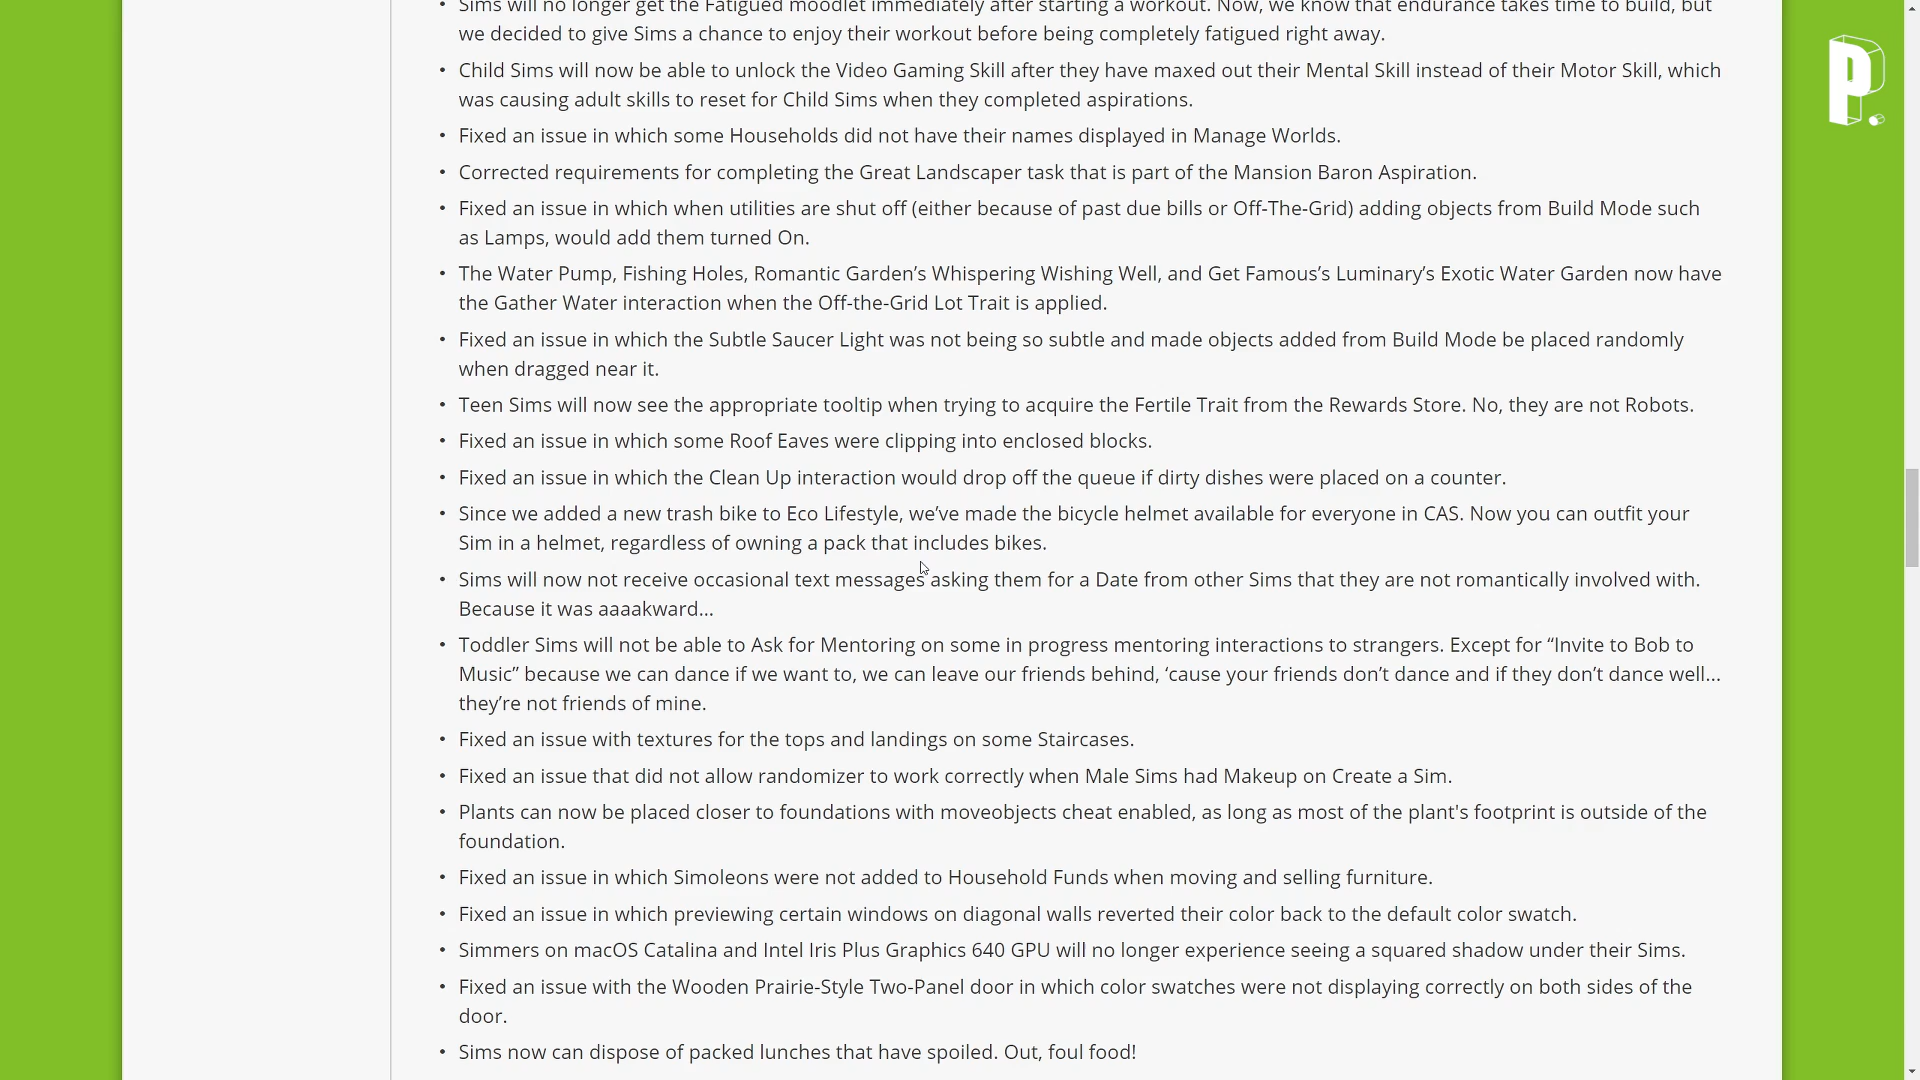 • Sims will no longer get the Fatigued moodlet immediately after starting a workout. Now, we know that endurance takes time to build, but
we decided to give Sims a chance to enjoy their workout before being completely fatigued right away.
• Child Sims will now be able to unlock the Video Gaming Skill after they have maxed out their Mental Skill instead of their Motor Skill, which
was causing adult skills to reset for Child Sims when they completed aspirations.
• Fixed an issue in which some Households did not have their names displayed in Manage Worlds.
• Corrected requirements for completing the Great Landscaper task that is part of the Mansion Baron Aspiration.
• Fixed an issue in which when utilities are shut off (either because of past due bills or Off-The-Grid) adding objects from Build Mode such
as Lamps, would add them turned On.
• The Water Pump, Fishing Holes, Romantic Garden’s Whispering Wishing Well, and Get Famous’s Luminary’s Exotic Water Garden now have
the Gather Water interaction when the Off-the-Grid Lot Trait is applied.
• Fixed an issue in which the Subtle Saucer Light was not being so subtle and made objects added from Build Mode be placed randomly
when dragged near it.
• Teen Sims will now see the appropriate tooltip when trying to acquire the Fertile Trait from the Rewards Store. No, they are not Robots.
• Fixed an issue in which some Roof Eaves were clipping into enclosed blocks.
• Fixed an issue in which the Clean Up interaction would drop off the queue if dirty dishes were placed on a counter.
• Since we added a new trash bike to Eco Lifestyle, we’ve made the bicycle helmet available for everyone in CAS. Now you can outfit your
Sim in a helmet, regardless of owning a pack that includes bikes.
• Sims will now not receive occasional text messages asking them for a Date from other Sims that they are not romantically involved with.
Because it was aaaakward...
• Toddler Sims will not be able to Ask for Mentoring on some in progress mentoring interactions to strangers. Except for “Invite to Bob to
Music” because we can dance if we want to, we can leave our friends behind, ‘cause your friends don’t dance and if they don’t dance well...
they’re not friends of mine.
• Fixed an issue with textures for the tops and landings on some Staircases.
• Fixed an issue that did not allow randomizer to work correctly when Male Sims had Makeup on Create a Sim.
• Plants can now be placed closer to foundations with moveobjects cheat enabled, as long as most of the plant's footprint is outside of the
foundation.
• Fixed an issue in which Simoleons were not added to Household Funds when moving and selling furniture.
• Fixed an issue in which previewing certain windows on diagonal walls reverted their color back to the default color swatch.
• Simmers on macOS Catalina and Intel Iris Plus Graphics 640 GPU will no longer experience seeing a squared shadow under their Sims.
• Fixed an issue with the Wooden Prairie-Style Two-Panel door in which color swatches were not displaying correctly on both sides of the
door.
• Sims now can dispose of packed lunches that have spoiled. Out, foul food!
P.